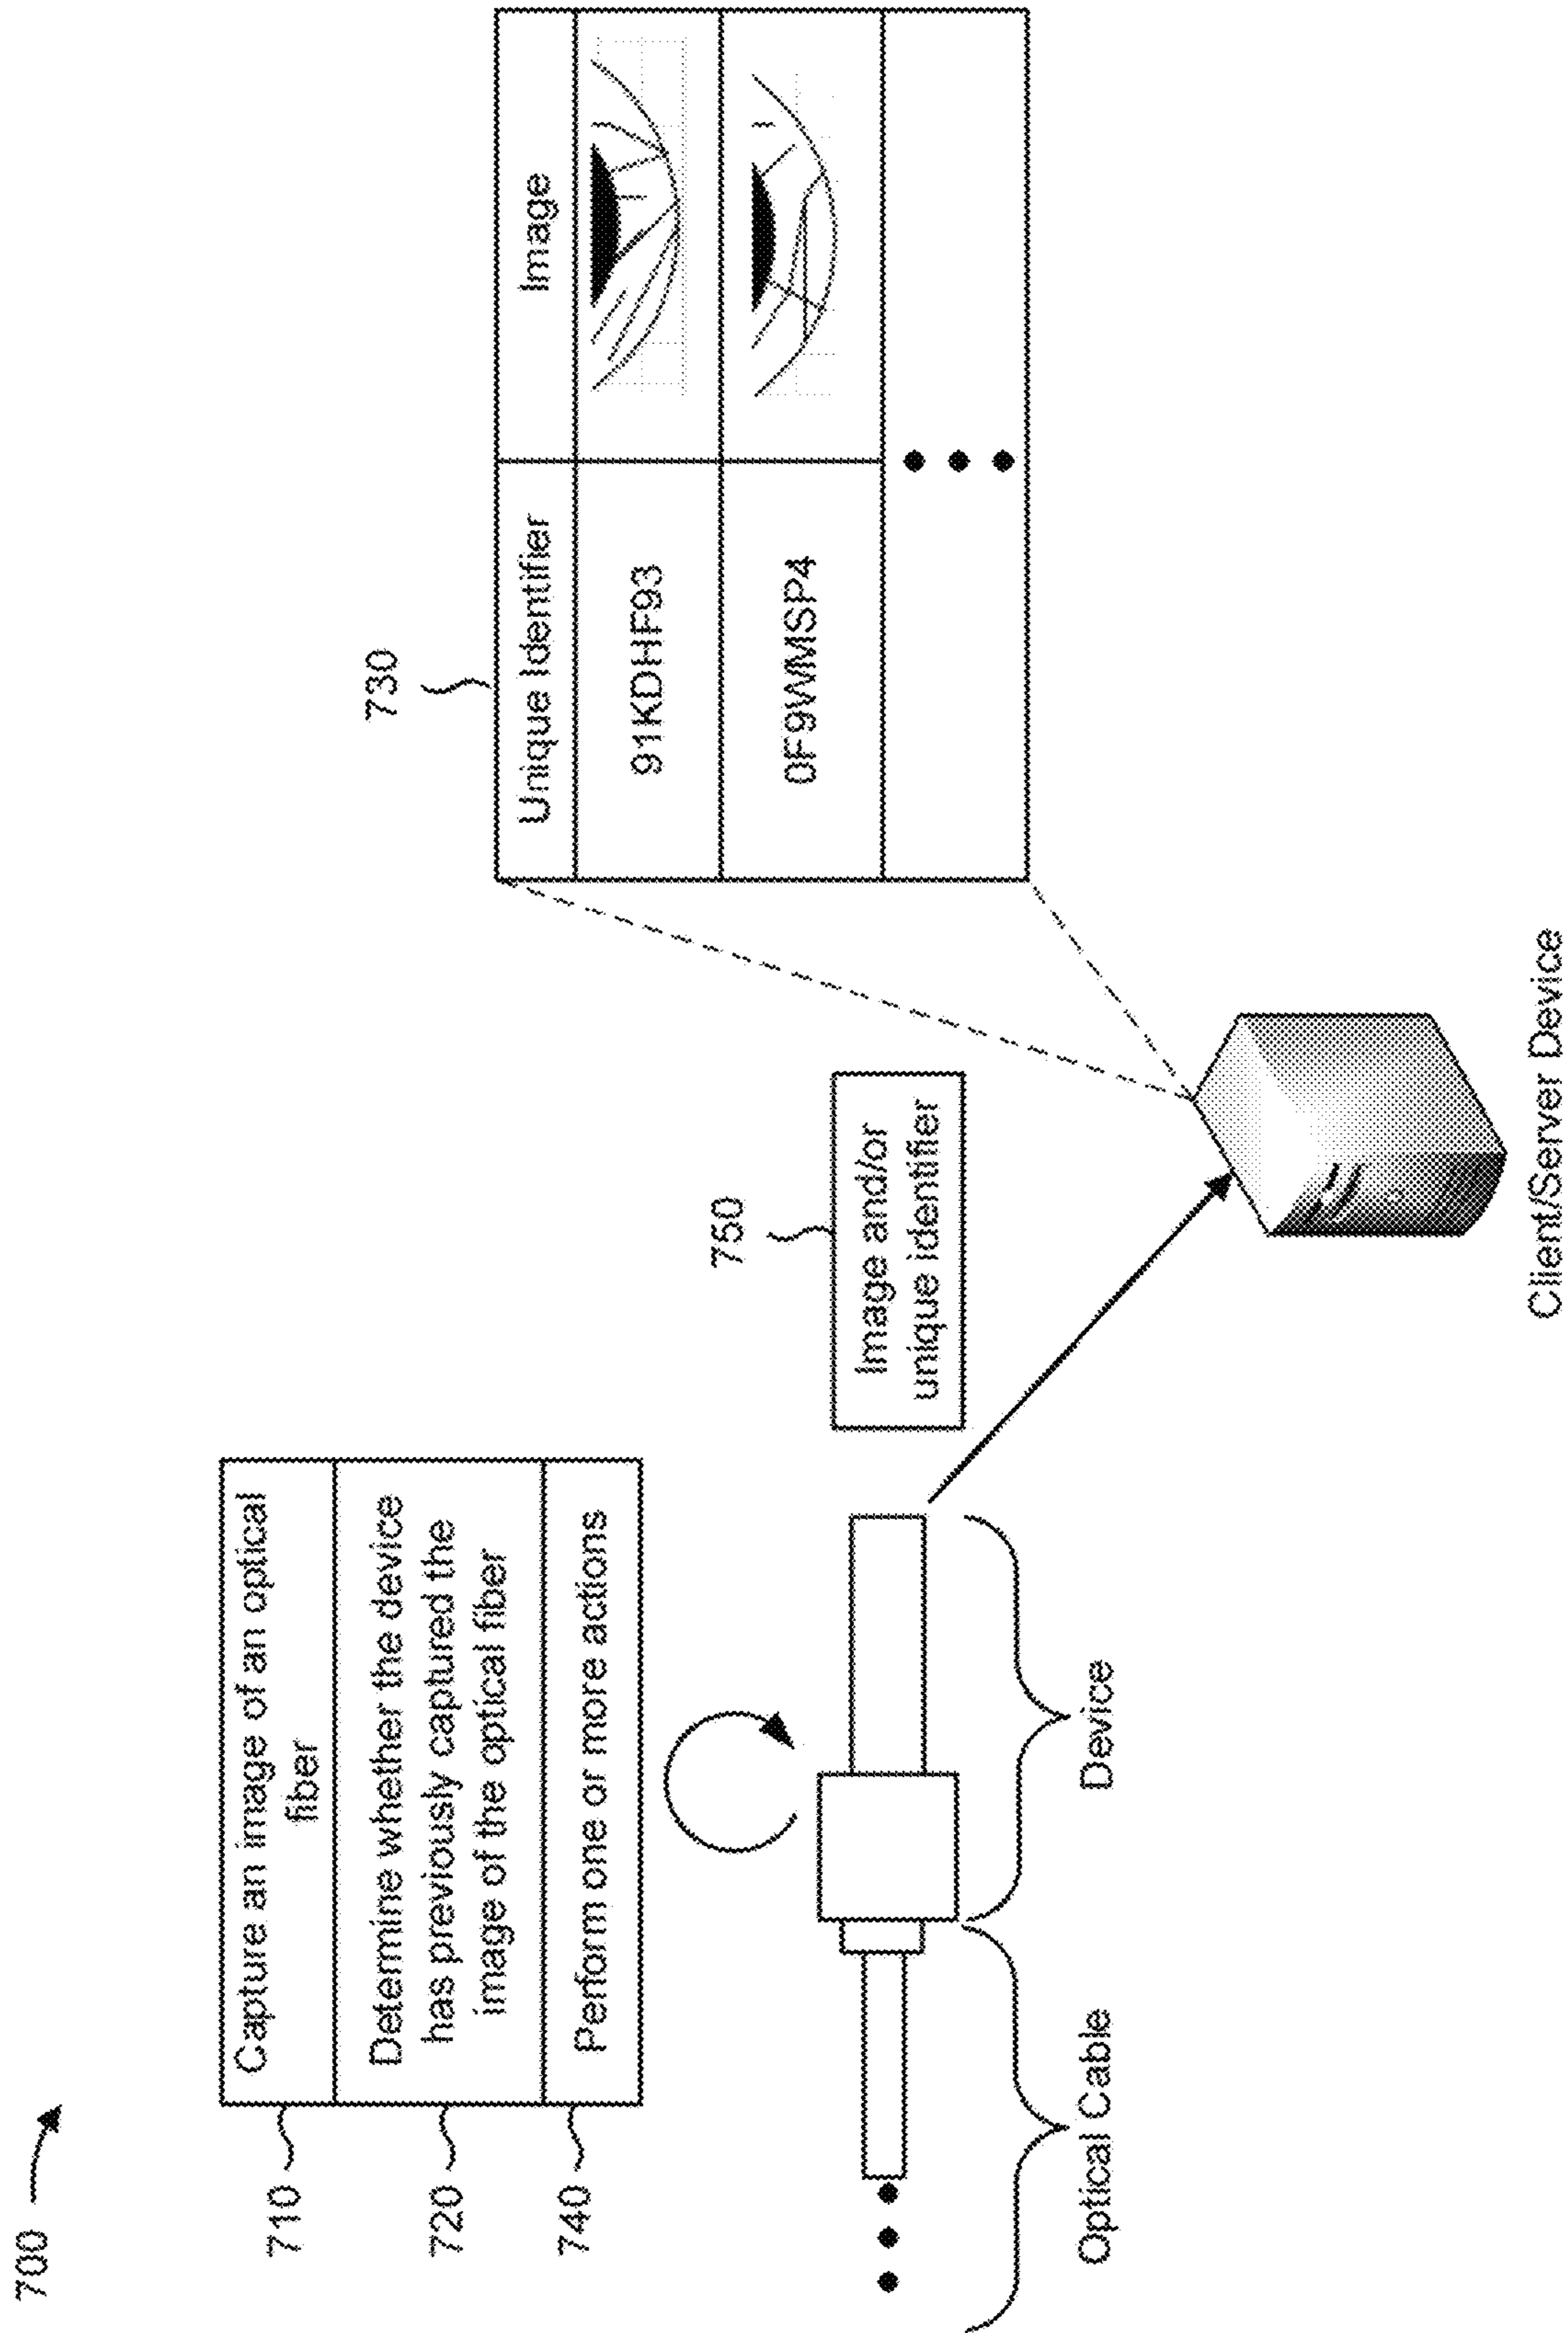 700
710
Capture an image of an optical
fiber
720
Determine whether the device
has previously captured the
image of the optical fiber
740
Perform one or more actions
Optical Cable
Device
750
Image and/or
unique identifier
Client/Server Device
730
Unique Identifier
Image
91KDHF93
0F9WMSP4